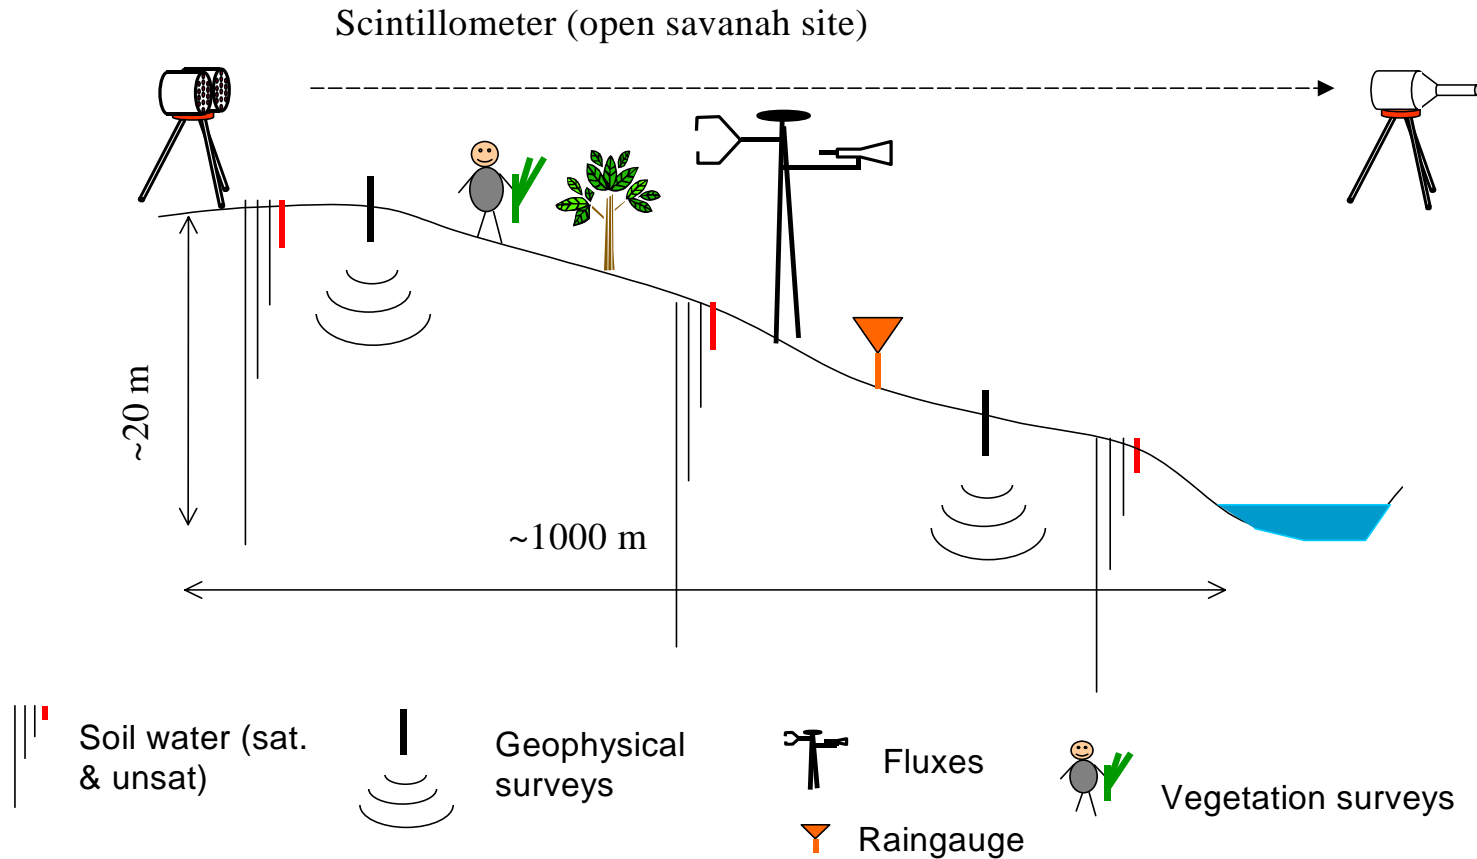 Scintillometer (open savanah site)
~20 m
~1000 m
Soil water (sat.
& unsat)
Geophysical
surveys
Fluxes
Raingauge
Vegetation surveys